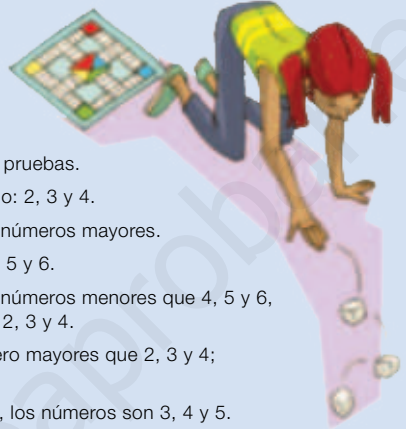 pruebas.
o: 2, 3 y 4.
números mayores.
5 y 6.
números menores que 4, 5 y 6,
2, 3 y 4.
ero mayores que 2, 3 y 4;
, los números son 3, 4 y 5.